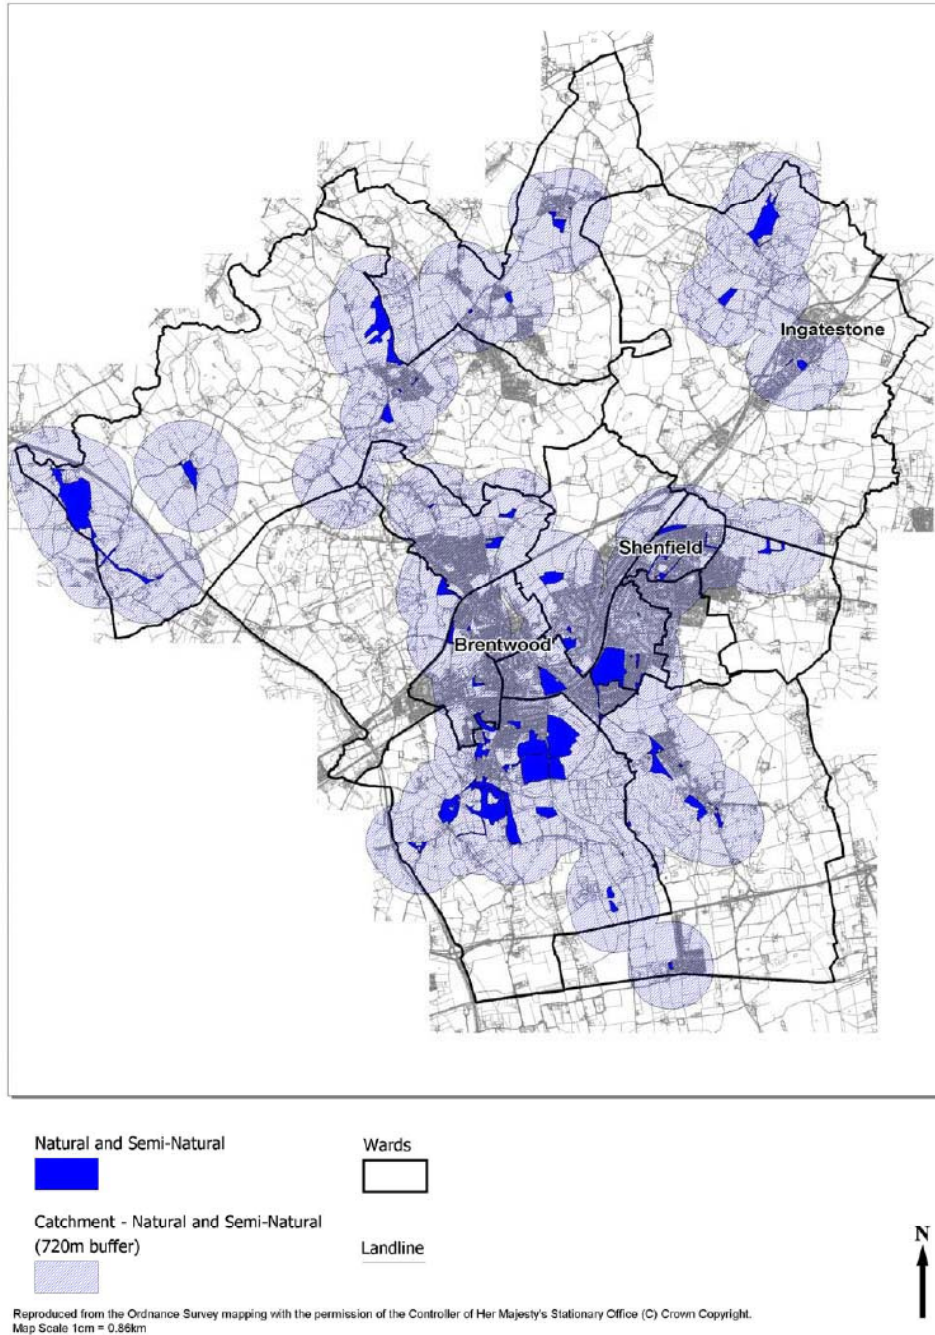 Ingatestone
Shenfield
Brentwood
Natural and Semi-Natural
Wards
Catchment - Natural and Semi-Natural
(720m buffer)
Landline
N
Reproduced from the Ordnance Survey mapping with the permission of the Controller of Her Majesty's Stationary Office (C) Crown Copyright.
Map Scale 1cm = 0.86km